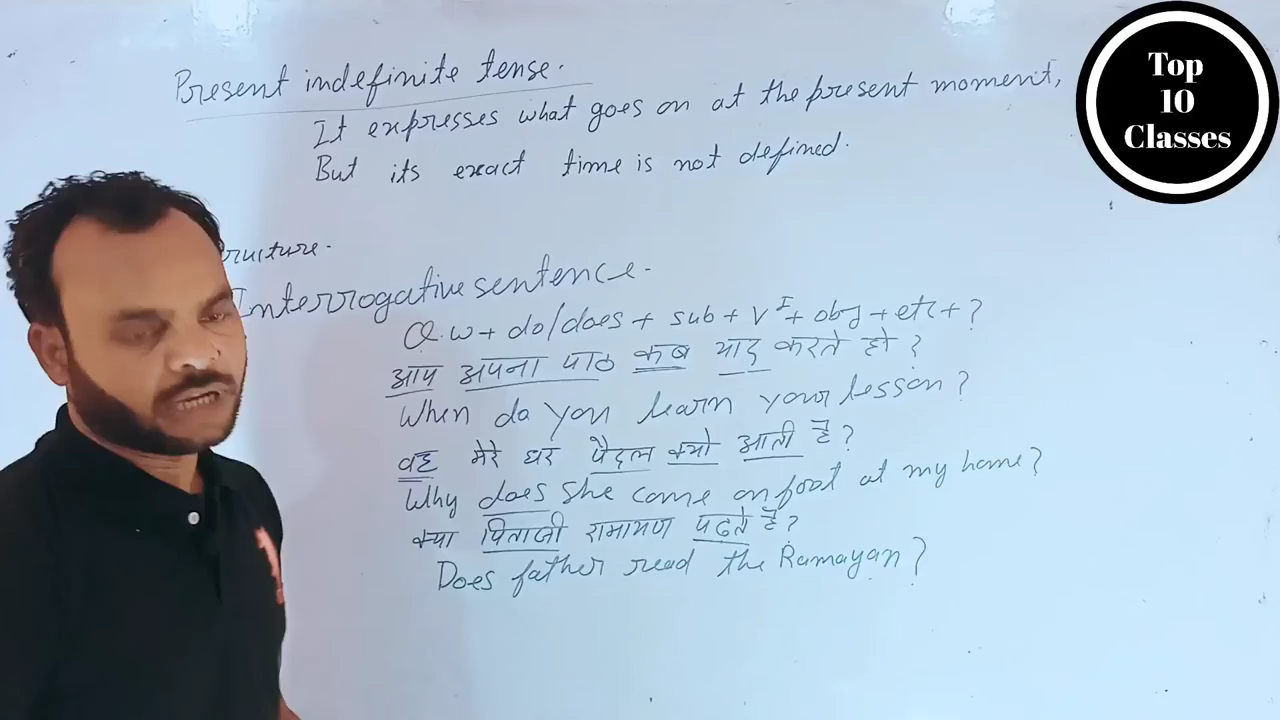 Present indefinite tense.
It expresses what goes on at the present moment,
But its exact time is not defined.
Top
10
Classes
ructure.
Interrogative sentence.
Q.w+ do/does + sub + V I + obj + etc + ?
आप अपना पाठ कब याद करते हो ?
When do you learn your lesson ?
वह मेरे घर पैदल क्यो आती है ?
Why does she come on foot at my home?
क्या पिताजी रामायण पढते है ?
Does father read the Ramayan ?